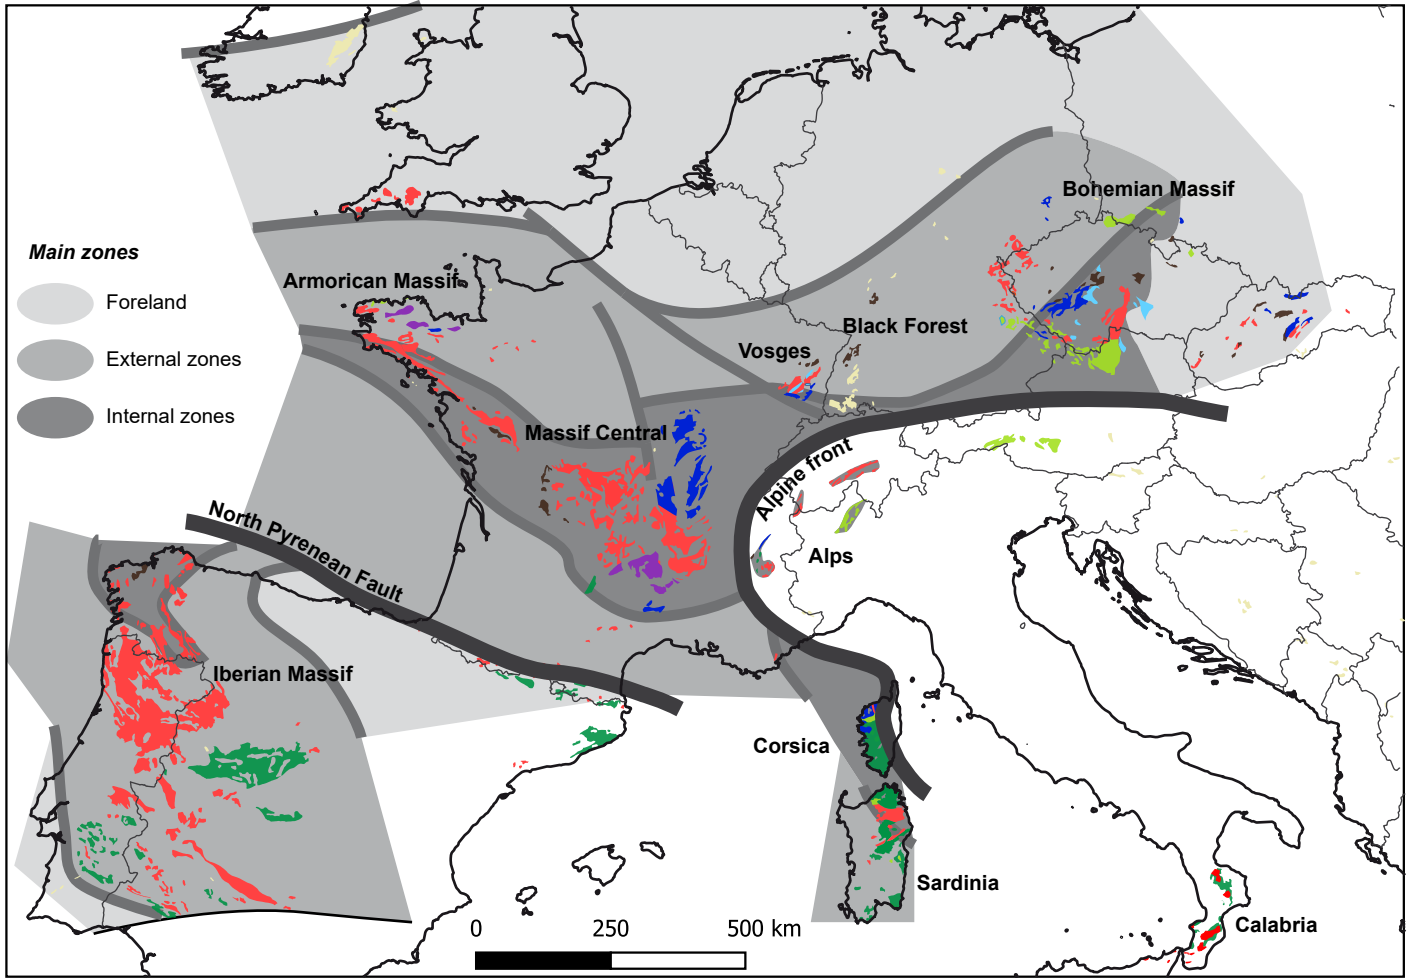 Bohemian Massif
Main zones
Armorican Massif
Foreland
Black Forest
Vosges
External zones
Internal zones
Massif Central
Alpine front
North Pyrenean Fault
Alps
Iberian Massif
Corsica
Sardinia
Calabria
0 250 500 km